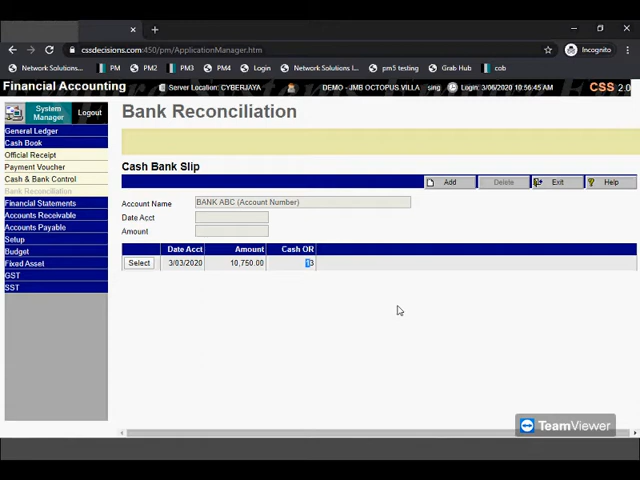 cssdecisions.com:450/pm/ApplicationManager.htm
Incognito
Network Solutions...
PM
PM2
PM3
PM4
Login
Network Solutions I...
pm5 testing
Grab Hub
cob
Financial Accounting
Server Location: CYBERJAYA
DEMO - JMB OCTOPUS VILLA
sing
Login: 3/06/2020 10:56:45 AM
CSS 2.0
System Manager
Logout
General Ledger
Cash Book
Official Receipt
Payment Voucher
Cash & Bank Control
Bank Reconciliation
Financial Statements
Accounts Receivable
Accounts Payable
Setup
Budget
Fixed Asset
GST
SST
Bank Reconciliation
Cash Bank Slip
Add
Delete
Exit
Help
Account Name
BANK ABC (Account Number)
Date Acct
Amount
Date Acct
Amount
Cash OR
Select
3/03/2020
10,750.00
13
TeamViewer